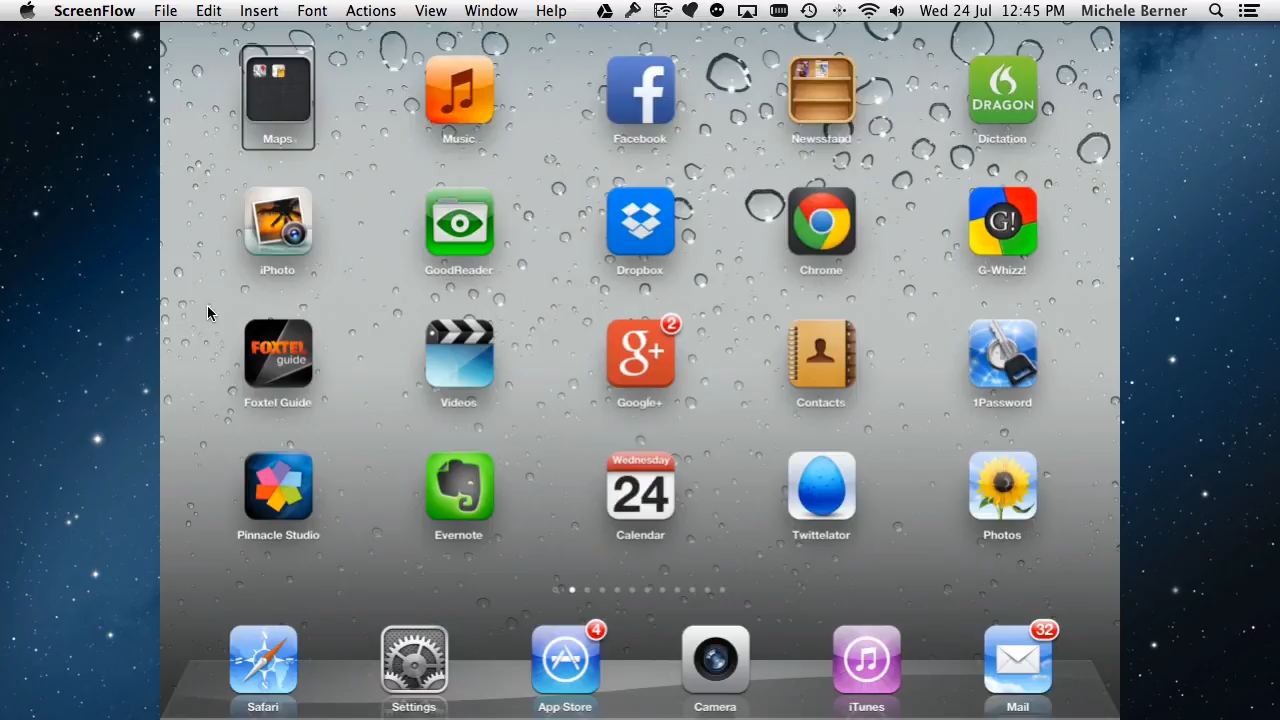 ScreenFlow File Edit Insert Font Actions View Window Help Wed 24 Jul 12:45 PM Michele Berner
DRAGON
Maps Music Facebook Newsstand Dictation
G!
iPhoto GoodReader Dropbox Chrome G-Whizz!
2
FOXTEL
guide
g+
Foxtel Guide Videos Google+ Contacts 1Password
Wednesday
24
Pinnacle Studio Evernote Calendar Twittelator Photos
4 32
Safari Settings App Store Camera iTunes Mail